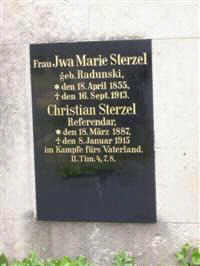 Frau Jwa Marie Sterzel
geb. Radunski,
* den 18. April 1855,
† den 16. Sept. 1913.
Christian Sterzel
Referendar,
* den 18. März 1887,
† den 8. Januar 1915
im Kampfe fürs Vaterland.
II. Tim. 4, 7. 8.